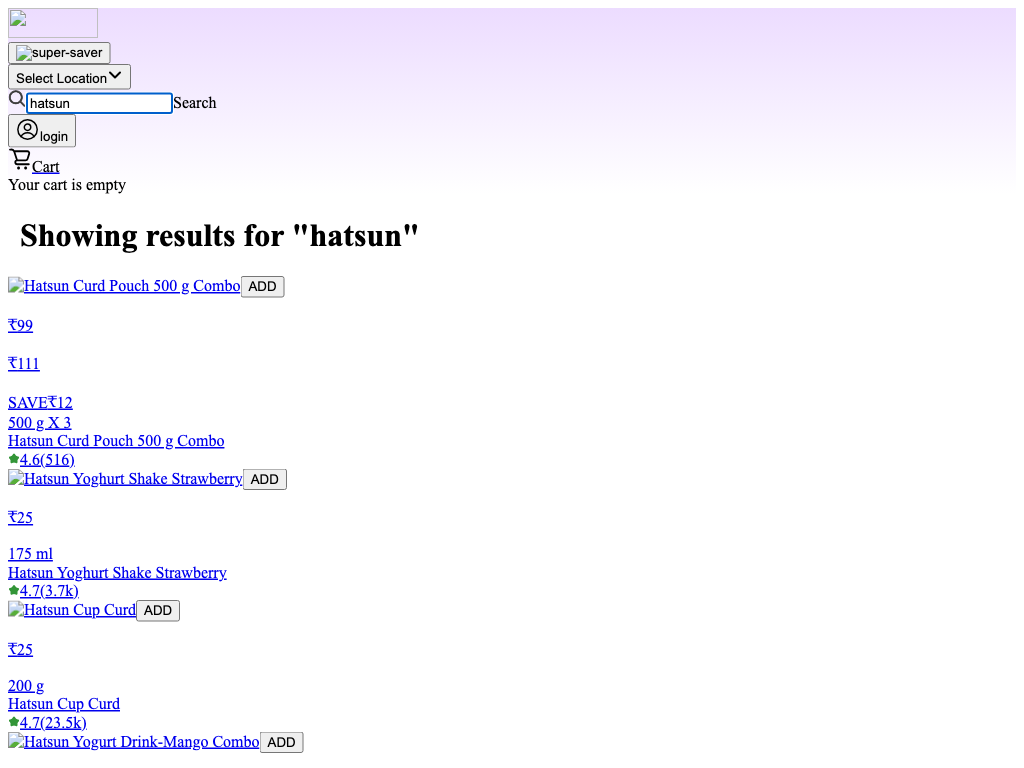 super-saver
Select Location
hatsun Search
login
Cart
Your cart is empty
Showing results for "hatsun"
Hatsun Curd Pouch 500 g Combo ADD
₹99
₹111
SAVE₹12
500 g X 3
Hatsun Curd Pouch 500 g Combo
4.6(516)
Hatsun Yoghurt Shake Strawberry ADD
₹25
175 ml
Hatsun Yoghurt Shake Strawberry
4.7(3.7k)
Hatsun Cup Curd ADD
₹25
200 g
Hatsun Cup Curd
4.7(23.5k)
Hatsun Yogurt Drink-Mango Combo ADD